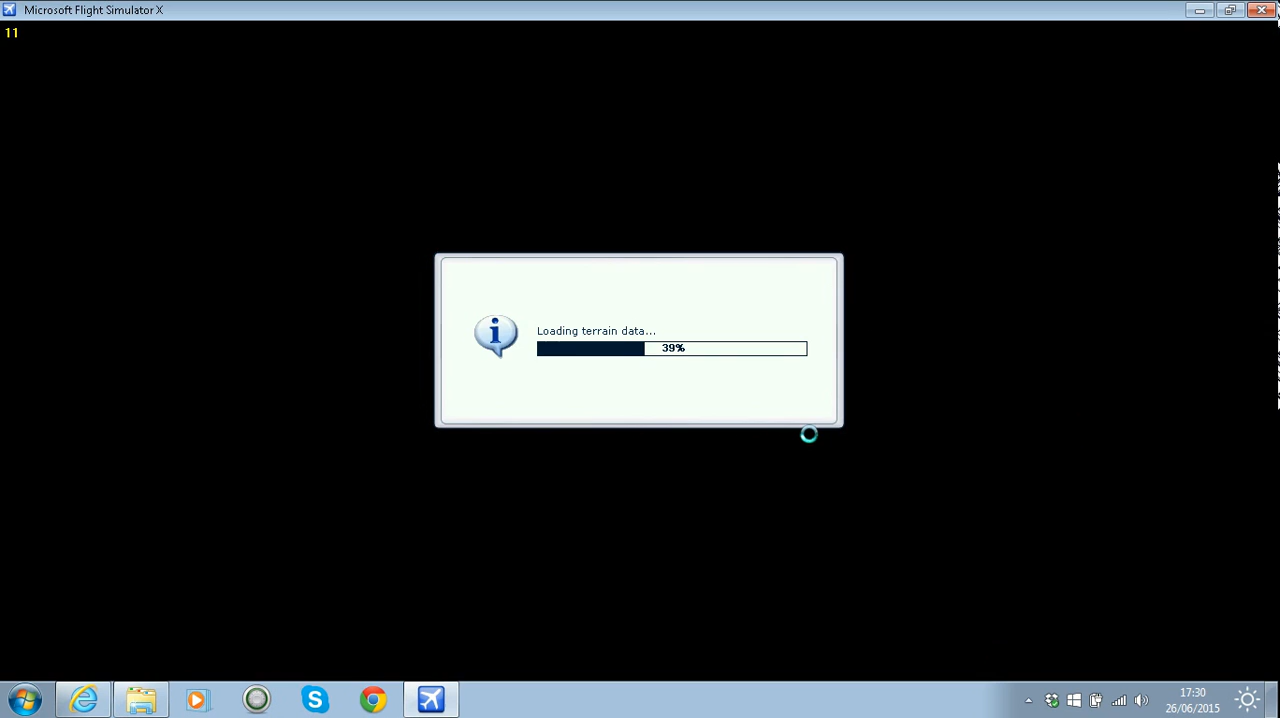 Microsoft Flight Simulator X
11
Loading terrain data...
39%
17:30
26/06/2015